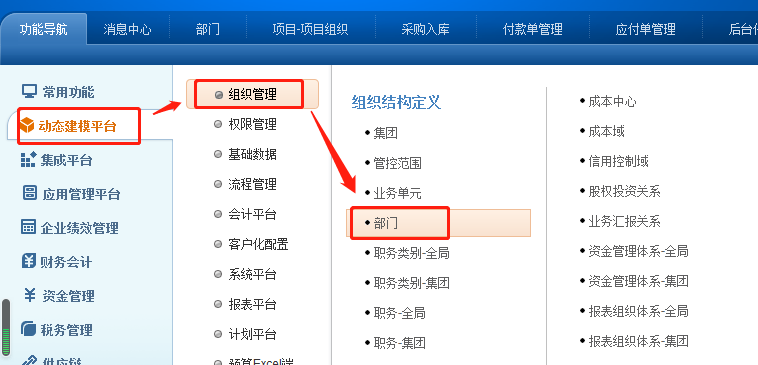 功能导航 消息中心 部门 项目-项目组织 采购入库 付款单管理 应付单管理
常用功能
动态建模平台
集成平台
应用管理平台
企业绩效管理
财务会计
资金管理
税务管理
组织管理
权限管理
基础数据
流程管理
会计平台
客户化配置
系统平台
报表平台
计划平台
组织结构定义
集团
管控范围
业务单元
部门
职务类别-全局
职务类别-集团
职务-全局
职务-集团
成本中心
成本域
信用控制域
股权投资关系
业务汇报关系
资金管理体系-全局
资金管理体系-集团
报表组织体系-全局
报表组织体系-集团